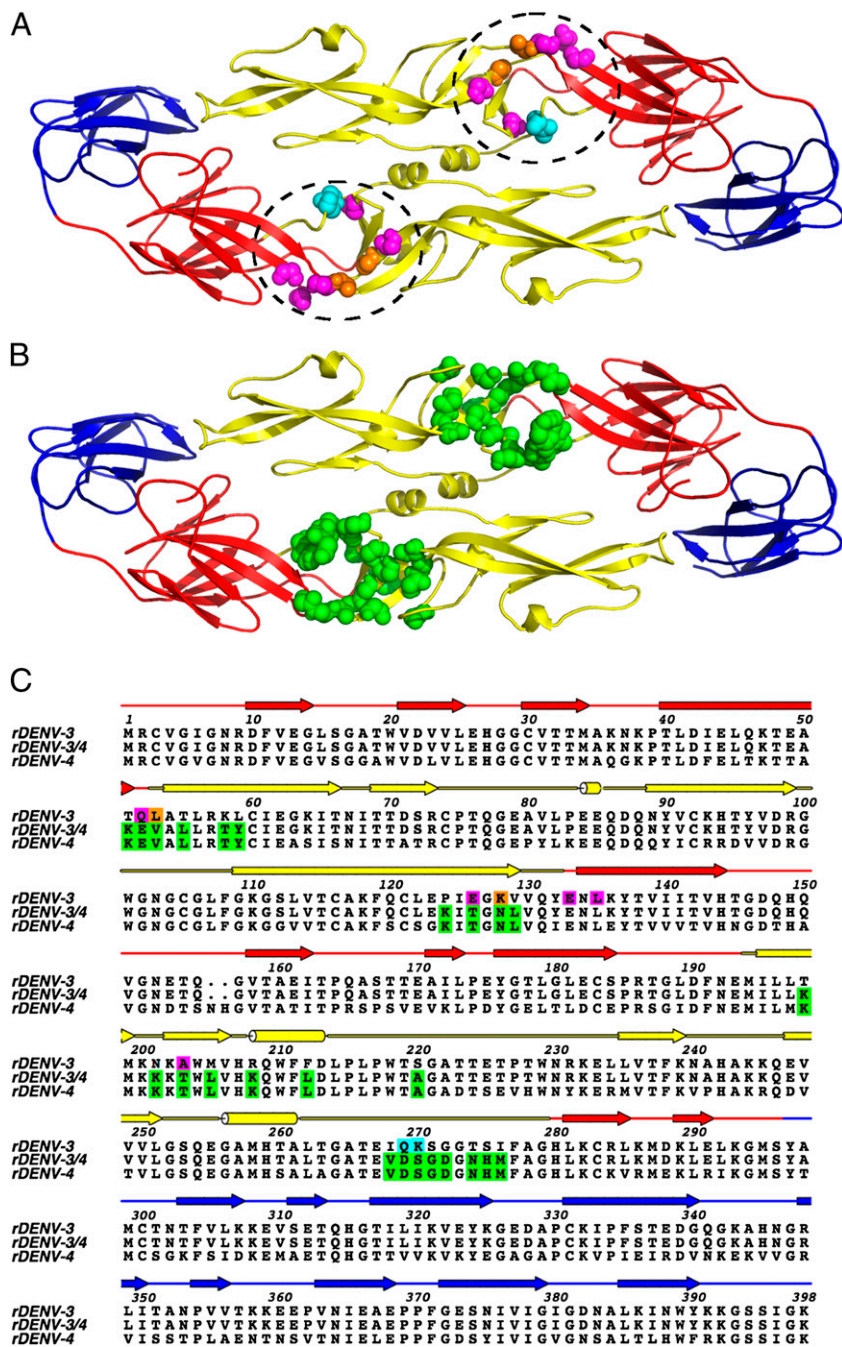 A
B
C
1 10 20 30 40 50
rDENV-3 MRCVGIGNRDFVEGLSGATWVDVVLEHGGCVTTMAKNKPTLDIELQKTEA
rDENV-3/4 MRCVGIGNRDFVEGLSGATWVDVVLEHGGCVTTMAKNKPTLDIELQKTEA
rDENV-4 MRCVGVGNRDFVEGVSGGAWVDLVLEHGGCVTTMAQGKPTLDFELTKTTA
60 70 80 90 100
rDENV-3 TQLATLRKLCIEGKITNITTDSRCPTQGEAVLPEEQDQNYVCKHTYVDRG
rDENV-3/4 KEVALLRTYCIEGKITNITTDSRCPTQGEAVLPEEQDQNYVCKHTYVDRG
rDENV-4 KEVALLRTYCIEASISNITTATRCPTQGEPYLKEEQDQQYICRRDVVDRG
110 120 130 140 150
rDENV-3 WGNGCGLFGKGSLVTCAKFQCLEPIEGKVVQYENLKYTVIITVHTGDQHQ
rDENV-3/4 WGNGCGLFGKGSLVTCAKFQCLEKITGNLVQYENLKYTVIITVHTGDQHQ
rDENV-4 WGNGCGLFGKGGVVTCAKFSCSGKITGNLVQIENLEYTVVVTVHNGDTHA
160 170 180 190
rDENV-3 VGNETQ..GVTAEITPQASTTEAILPEYGTLGLECSPRTGLDFNEMILLT
rDENV-3/4 VGNETQ..GVTAEITPQASTTEAILPEYGTLGLECSPRTGLDFNEMILLK
rDENV-4 VGNDTSNHGVTATITPRSPSVEVKLPDYGELTLDCEPRSGIDFNEMILMK
200 210 220 230 240
rDENV-3 MKNKAWMVHRQWFFDLPLPWTSGATTETPTWNRKELLVTFKNAHAKKQEV
rDENV-3/4 MKKKTWLVHKQWFLDLPLPWTAGATTETPTWNRKELLVTFKNAHAKKQEV
rDENV-4 MKKKTWLVHKQWFLDLPLPWTAGADTSEVHWNYKERMVTFKVPHAKRQDV
250 260 270 280 290
rDENV-3 VVLGSQEGAMHTALTGATEIQKSGGTSIFAGHLKCRLKMDKLELKGMSYA
rDENV-3/4 VVLGSQEGAMHTALTGATEVDSGDGNHMFAGHLKCRLKMDKLELKGMSYA
rDENV-4 TVLGSQEGAMHSALAGATEVDSGDGNHMFAGHLKCKVRMEKLRIKGMSYT
300 310 320 330 340
rDENV-3 MCTNTFVLKKEVSETQHGTILIKVEYKGEDAPCKIPFSTEDGQGKAHNGR
rDENV-3/4 MCTNTFVLKKEVSETQHGTILIKVEYKGEDAPCKIPFSTEDGQGKAHNGR
rDENV-4 MCSGKFSIDKEMAETQHGTTVVKVKYEGAGAPCKVPIEIRDVNKEKVVGR
350 360 370 380 390 398
rDENV-3 LITANPVVTKKEEPVNIEAEPPFGESNIVIGIGDNALKINWYKKGSSIGK
rDENV-3/4 LITANPVVTKKEEPVNIEAEPPFGESNIVIGIGDNALKINWYKKGSSIGK
rDENV-4 VISSTPLAENTNSVTNIELEPPFGDSYIVIGVGNSALTLHWFRKGSSIGK